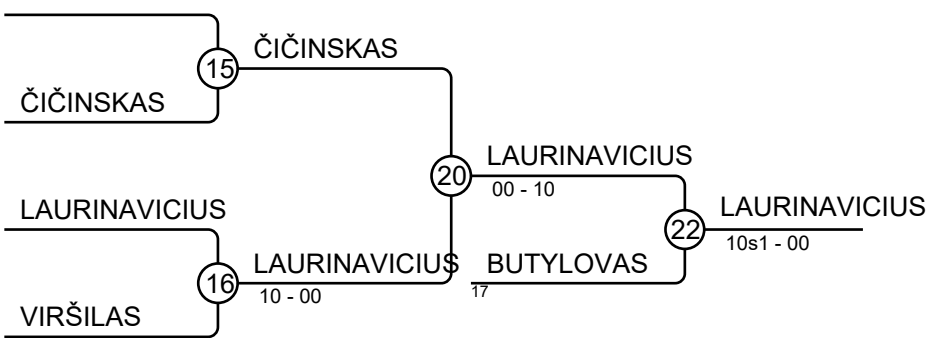 15
ČIČINSKAS
ČIČINSKAS
20
LAURINAVICIUS
00 - 10
LAURINAVICIUS
22
LAURINAVICIUS
10s1 - 00
16
LAURINAVICIUS
10 - 00
BUTYLOVAS
17
VIRŠILAS